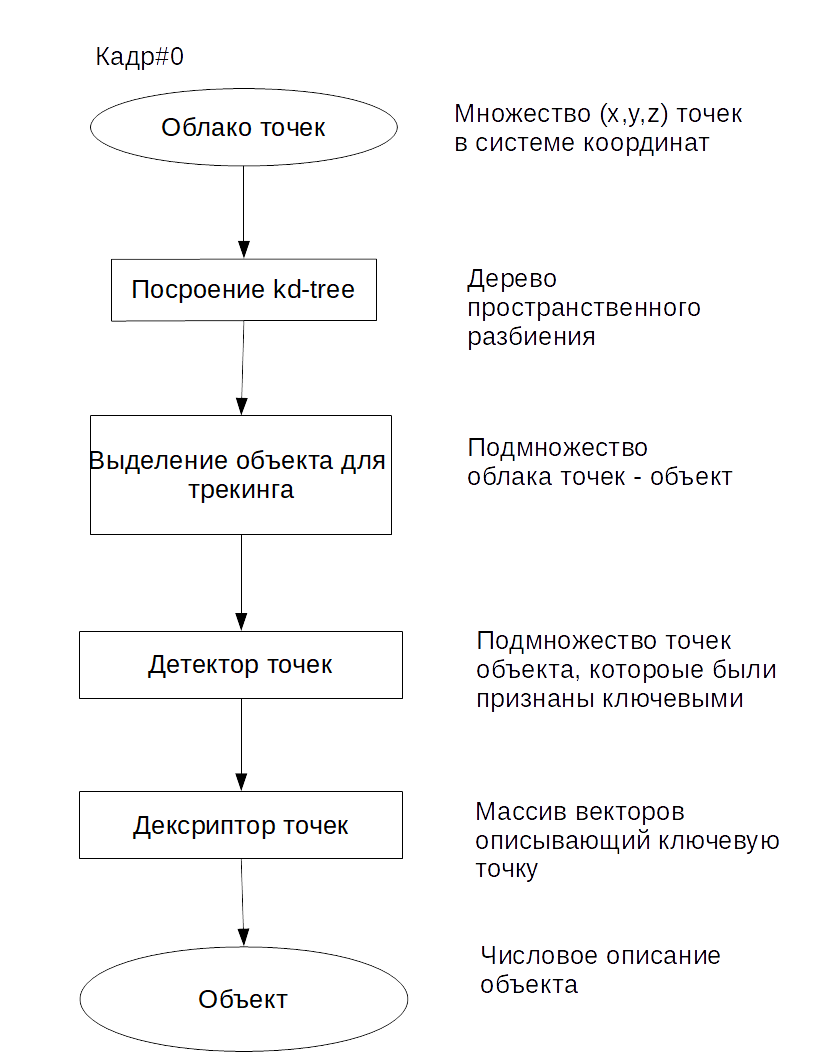 Кадр#0
Облако точек
Множество (x,y,z) точек
в системе координат
Посроение kd-tree
Дерево
пространственного
разбиения
Выделение объекта для
трекинга
Подмножество
облака точек - объект
Детектор точек
Подмножество точек
объекта, котороые были
признаны ключевыми
Дексриптор точек
Массив векторов
описывающий ключевую
точку
Объект
Числовое описание
объекта